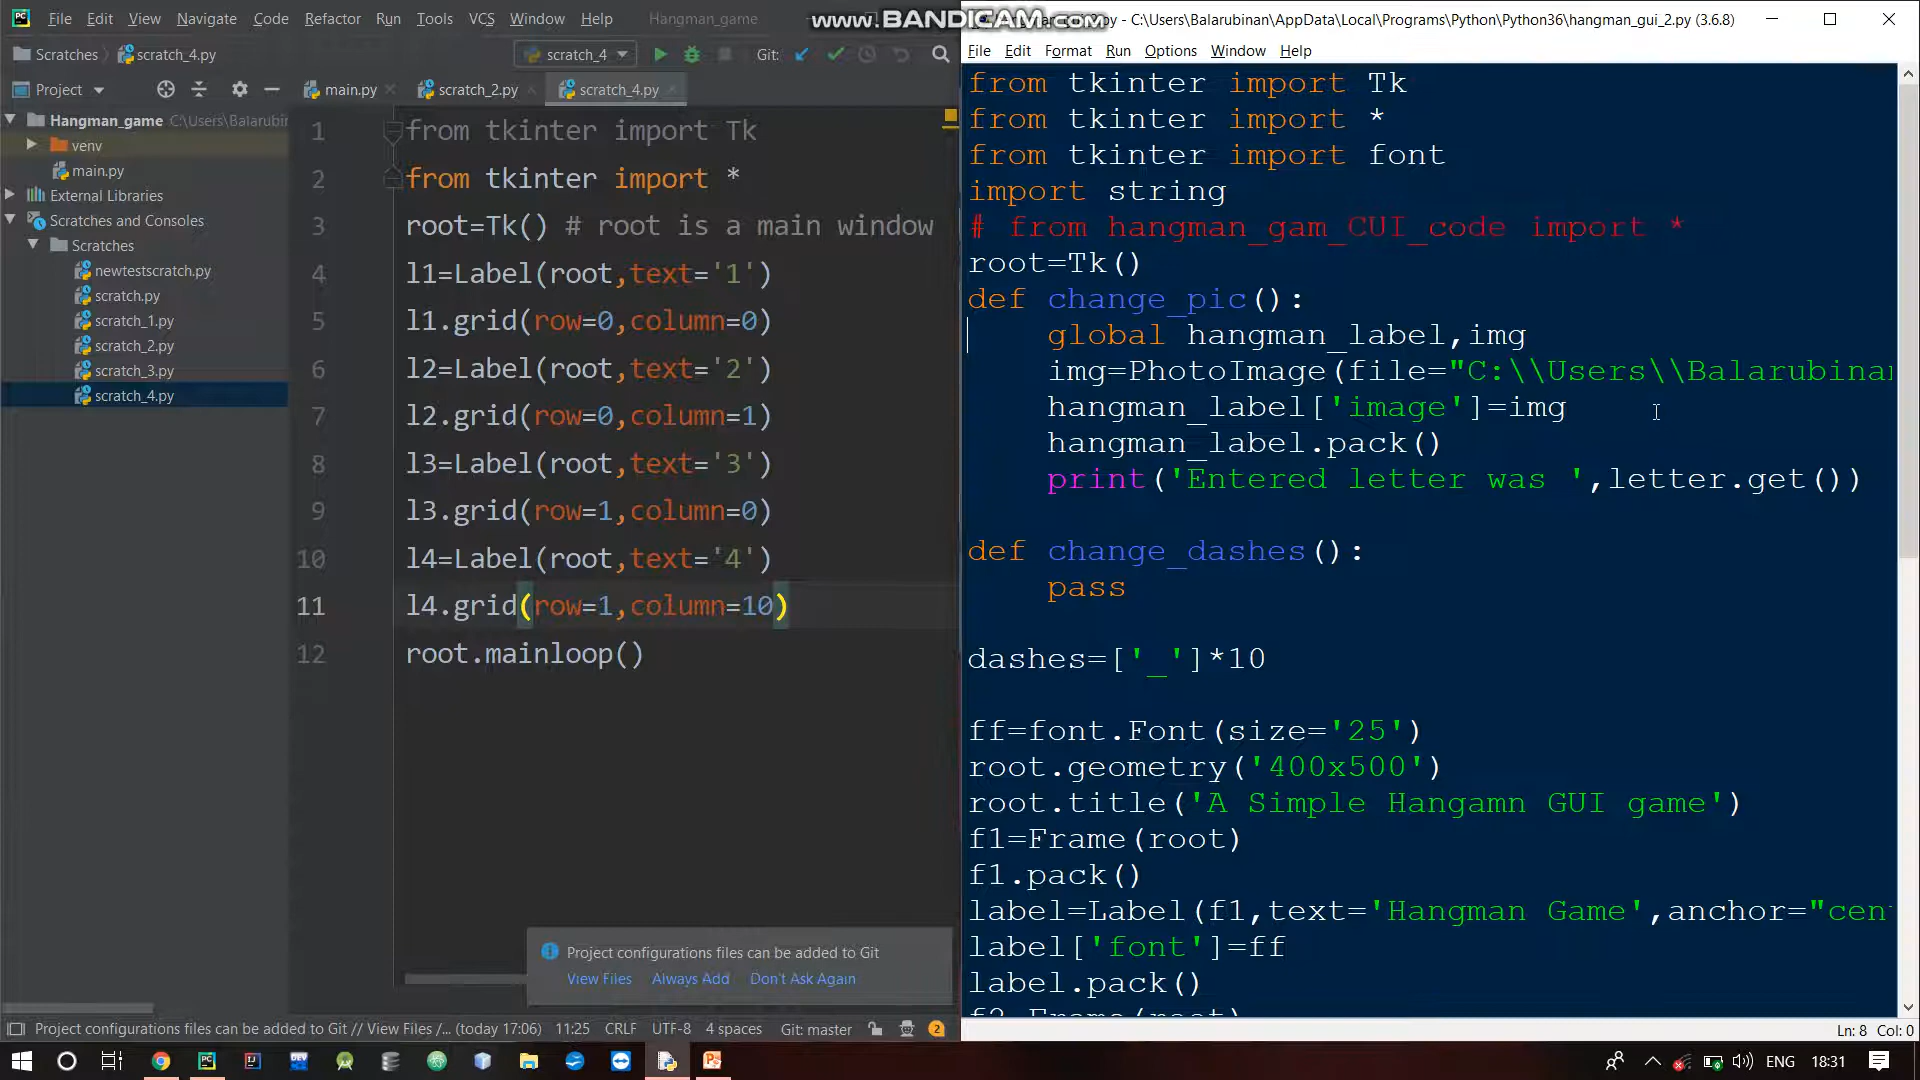 File Edit View Navigate Code Refactor Run Tools VCS Window Help Hangman_game
www.BANDICAM.com
Scratches scratch_4.py
scratch_4 Git:
Project
main.py scratch_2.py scratch_4.py
Hangman_game C:\Users\Balarubin
venv
main.py
External Libraries
Scratches and Consoles
Scratches
newtestscratch.py
scratch.py
scratch_1.py
scratch_2.py
scratch_3.py
scratch_4.py
1 from tkinter import Tk
2 from tkinter import *
3 root=Tk() # root is a main window
4 l1=Label(root,text='1')
5 l1.grid(row=0,column=0)
6 l2=Label(root,text='2')
7 l2.grid(row=0,column=1)
8 l3=Label(root,text='3')
9 l3.grid(row=1,column=0)
10 l4=Label(root,text='4')
11 l4.grid(row=1,column=10)
12 root.mainloop()
Project configurations files can be added to Git
View Files Always Add Don't Ask Again
Project configurations files can be added to Git // View Files /... (today 17:06) 11:25 CRLF UTF-8 4 spaces Git: master 2
.py - C:\Users\Balarubinan\AppData\Local\Programs\Python\Python36\hangman_gui_2.py (3.6.8)
File Edit Format Run Options Window Help
from tkinter import Tk
from tkinter import *
from tkinter import font
import string
# from hangman_gam_CUI_code import *
root=Tk()
def change_pic():
global hangman_label,img
img=PhotoImage(file="C:\\Users\\Balarubinan
hangman_label['image']=img
hangman_label.pack()
print('Entered letter was ',letter.get())
def change_dashes():
pass
dashes=['_']*10
ff=font.Font(size='25')
root.geometry('400x500')
root.title('A Simple Hangamn GUI game')
f1=Frame(root)
f1.pack()
label=Label(f1,text='Hangman Game',anchor="cen
label['font']=ff
label.pack()
f2=Frame(root)
Ln: 8 Col: 0
ENG 18:31